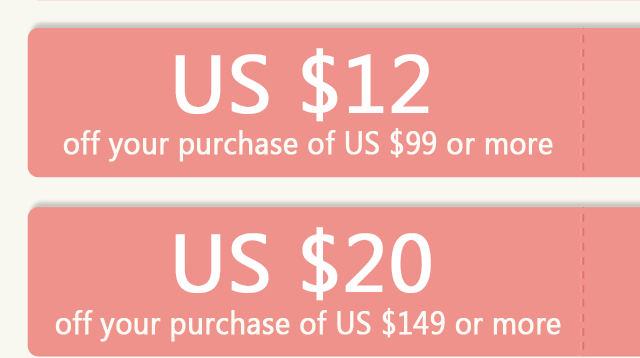 US $12
off your purchase of US $99 or more
US $20
off your purchase of US $149 or more